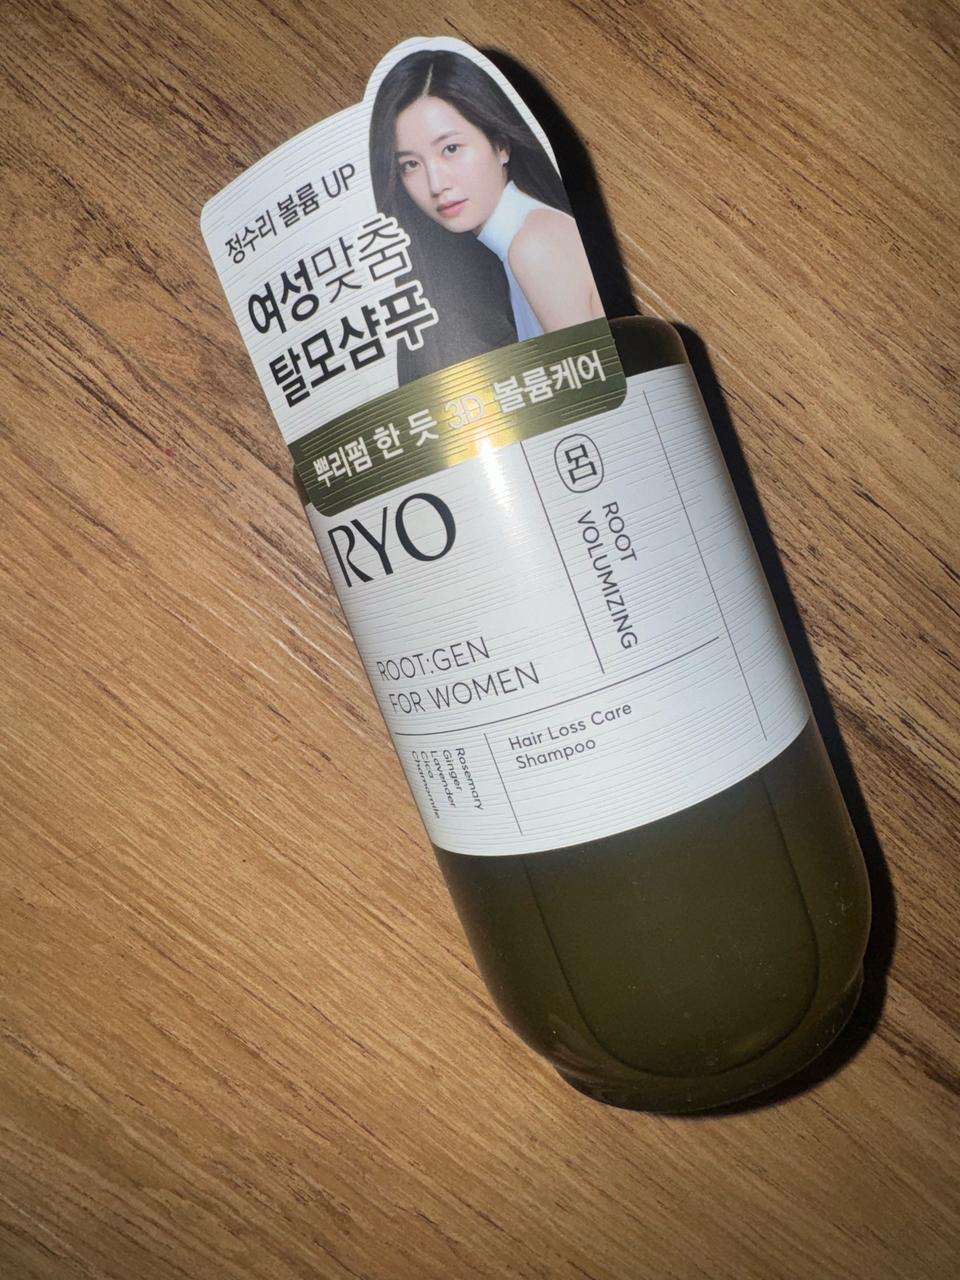 정수리 볼륨 UP
여성맞춤
탈모샴푸
뿌리펌 한 듯 3D 볼륨케어
RYO
ROOT
VOLUMIZING
ROOT:GEN
FOR WOMEN
Hair Loss Care
Shampoo
Rosemary
Ginger
Lavender
Cica
Chamomile